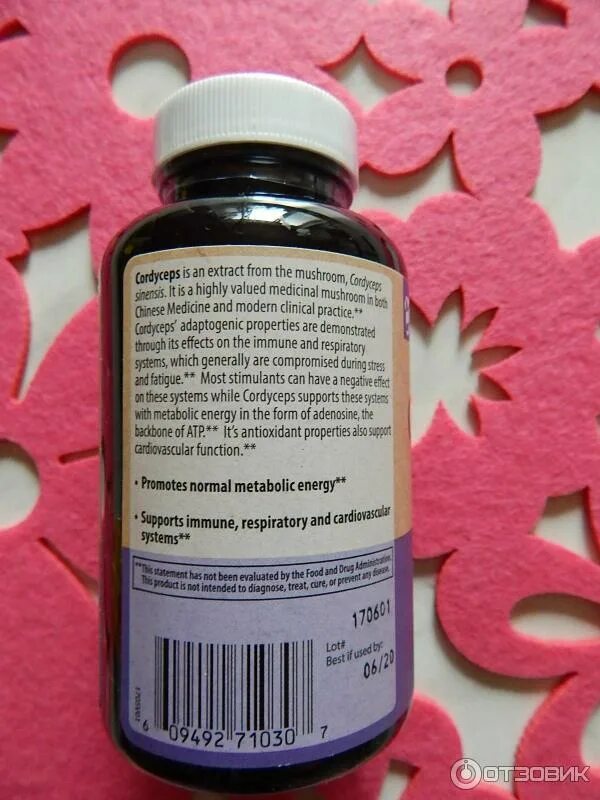 Cordyceps is an extract from the mushroom, Cordyceps
sinensis. It is a highly valued medicinal mushroom in both
Chinese Medicine and modern clinical practice.**
Cordyceps' adaptogenic properties are demonstrated
through its effects on the immune and respiratory
systems, which generally are compromised during stress
and fatigue.** Most stimulants can have a negative effect
on these systems while Cordyceps supports these systems
with metabolic energy in the form of adenosine, the
backbone of ATP.** It's antioxidant properties also support
cardiovascular function.**
• Promotes normal metabolic energy**
• Supports immune, respiratory and cardiovascular
systems**
**This statement has not been evaluated by the Food and Drug Administration.
This product is not intended to diagnose, treat, cure, or prevent any disease.
170601
Lot#
Best if used by:
06/20
6 09492 71030 7
ОТЗОВИК